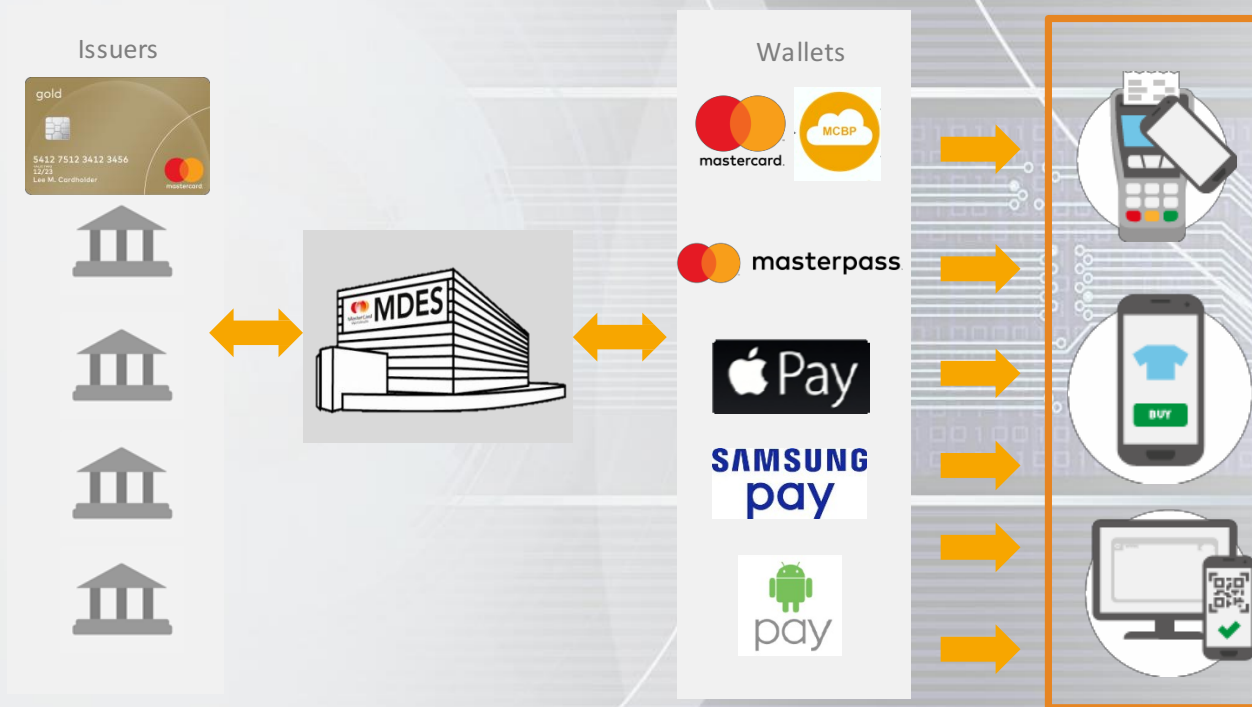 Issuers
gold
5412 7512 3412 3456
12/23
Lee M. Cardholder
mastercard
MDES
Wallets
mastercard.
MCBP
masterpass
Pay
SAMSUNG
pay
pay
BUY